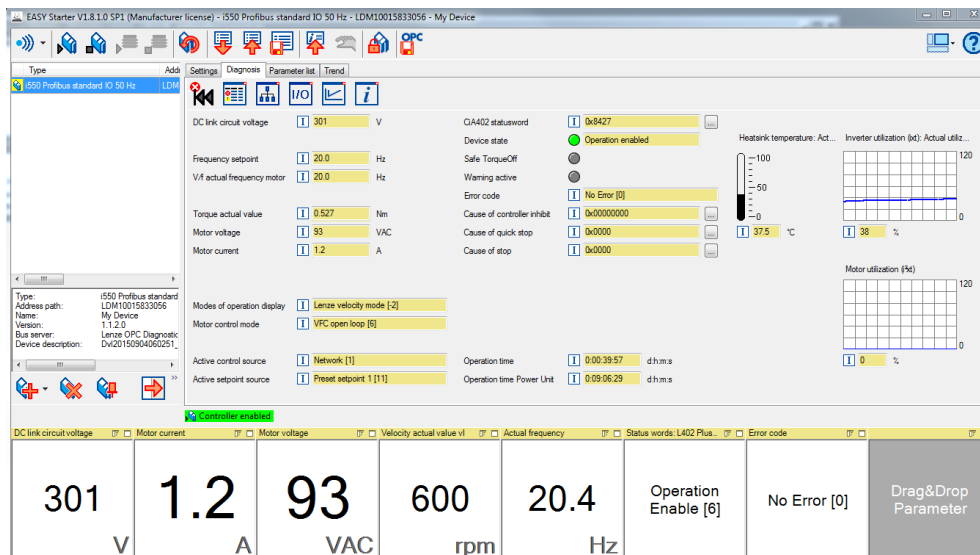 EASY Starter V1.8.1.0 SP1 (Manufacturer license) - i550 Profibus standard IO 50 Hz - LDM10015833056 - My Device
OPC
Type Addr
i550 Profibus standard IO 50 Hz LDM
Settings Diagnosis Parameter list Trend
I/O
DC link circuit voltage I 301 V
CiA402 statusword I 0x8427 ...
Device state Operation enabled
Frequency setpoint I 20.0 Hz
Safe TorqueOff
V/f actual frequency motor I 20.0 Hz
Warning active
Error code I No Error [0]
Torque actual value I 0.527 Nm
Cause of controller inhibit I 0x00000000 ...
Motor voltage I 93 VAC
Cause of quick stop I 0x0000 ...
Motor current I 1.2 A
Cause of stop I 0x0000 ...
Heatsink temperature: Act...
100
50
0
I 37.5 °C
Inverter utilization (ixt): Actual utiliz...
120
0
I 38 %
Motor utilization (i²xt)
120
0
I 0 %
Modes of operation display I Lenze velocity mode [-2]
Motor control mode I VFC open loop [6]
Active control source I Network [1]
Operation time I 0:00:39:57 d:h:m:s
Active setpoint source I Preset setpoint 1 [11]
Operation time Power Unit I 0:09:06:29 d:h:m:s
Type: i550 Profibus standard
Address path: LDM10015833056
Name: My Device
Version: 1.1.2.0
Bus server: Lenze OPC Diagnostic
Device description: DvI20150904060251_
Controller enabled
DC link circuit voltage
301
V
Motor current
1.2
A
Motor voltage
93
VAC
Velocity actual value vl
600
rpm
Actual frequency
20.4
Hz
Status words: L402 Plus...
Operation
Enable [6]
Error code
No Error [0]
Drag&Drop
Parameter